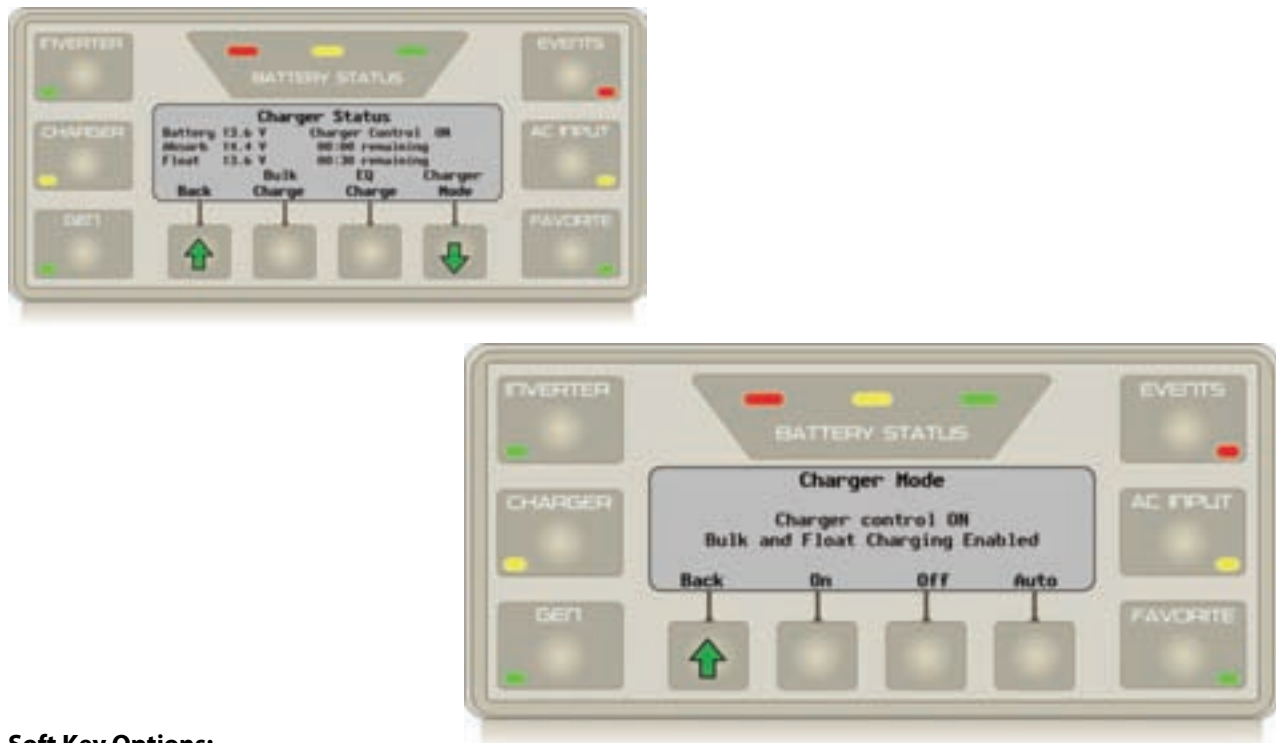 INVERTER
EVENTS
BATTERY STATUS
CHARGER
AC INPUT
Charger Status
Battery 13.6 V Charger Control ON
Absorb 14.4 V 00:00 remaining
Float 13.6 V 00:30 remaining
Bulk EQ Charger
Back Charge Charge Mode
GEN
FAVORITE
INVERTER
EVENTS
BATTERY STATUS
CHARGER
AC INPUT
Charger Mode
Charger control ON
Bulk and Float Charging Enabled
Back On Off Auto
GEN
FAVORITE
Soft Key Options: